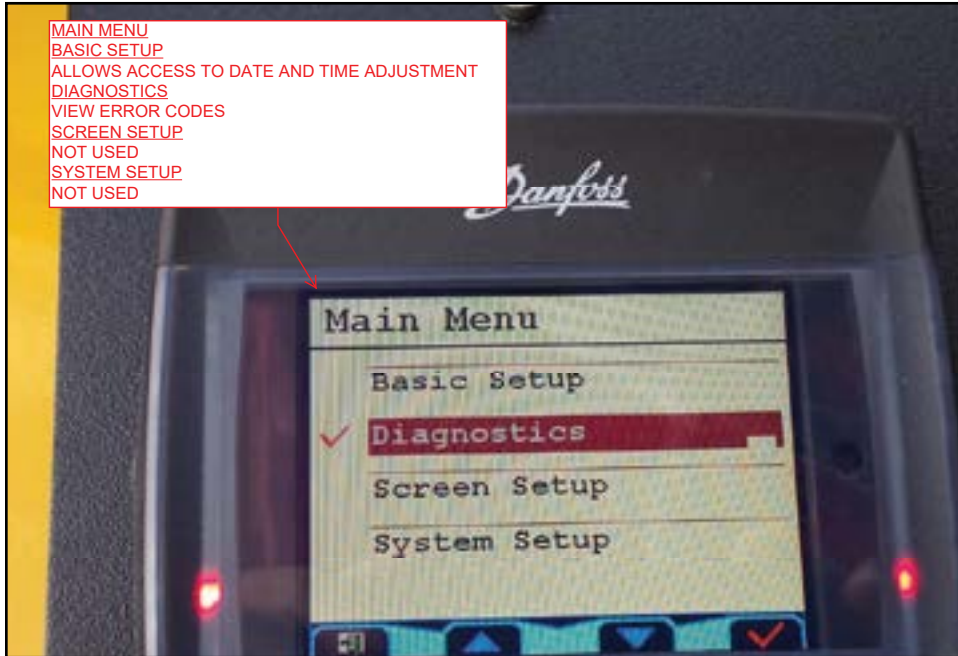 MAIN MENU
BASIC SETUP
ALLOWS ACCESS TO DATE AND TIME ADJUSTMENT
DIAGNOSTICS
VIEW ERROR CODES
SCREEN SETUP
NOT USED
SYSTEM SETUP
NOT USED
Danfoss
Main Menu
Basic Setup
Diagnostics
Screen Setup
System Setup